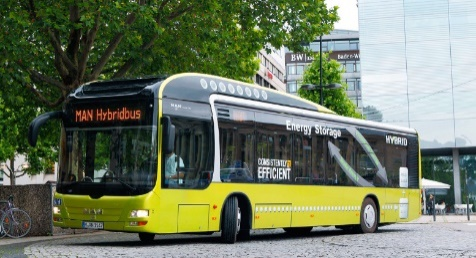 MAN Hybridbus
Energy Storage
HYBRID
CONSISTENTLY
EFFICIENT
BW